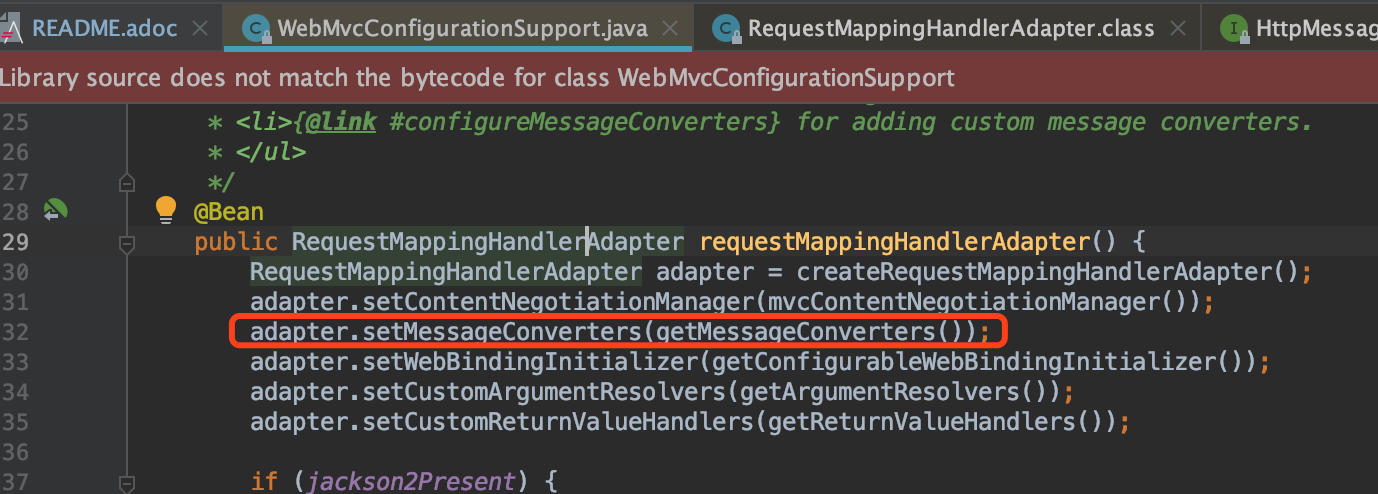 README.adoc × C WebMvcConfigurationSupport.java × C RequestMappingHandlerAdapter.class × I HttpMessag
Library source does not match the bytecode for class WebMvcConfigurationSupport
25 * <li>{@link #configureMessageConverters} for adding custom message converters.
26 * </ul>
27 */
28 @Bean
29 public RequestMappingHandlerAdapter requestMappingHandlerAdapter() {
30 RequestMappingHandlerAdapter adapter = createRequestMappingHandlerAdapter();
31 adapter.setContentNegotiationManager(mvcContentNegotiationManager());
32 adapter.setMessageConverters(getMessageConverters());
33 adapter.setWebBindingInitializer(getConfigurableWebBindingInitializer());
34 adapter.setCustomArgumentResolvers(getArgumentResolvers());
35 adapter.setCustomReturnValueHandlers(getReturnValueHandlers());
36
37 if (jackson2Present) {